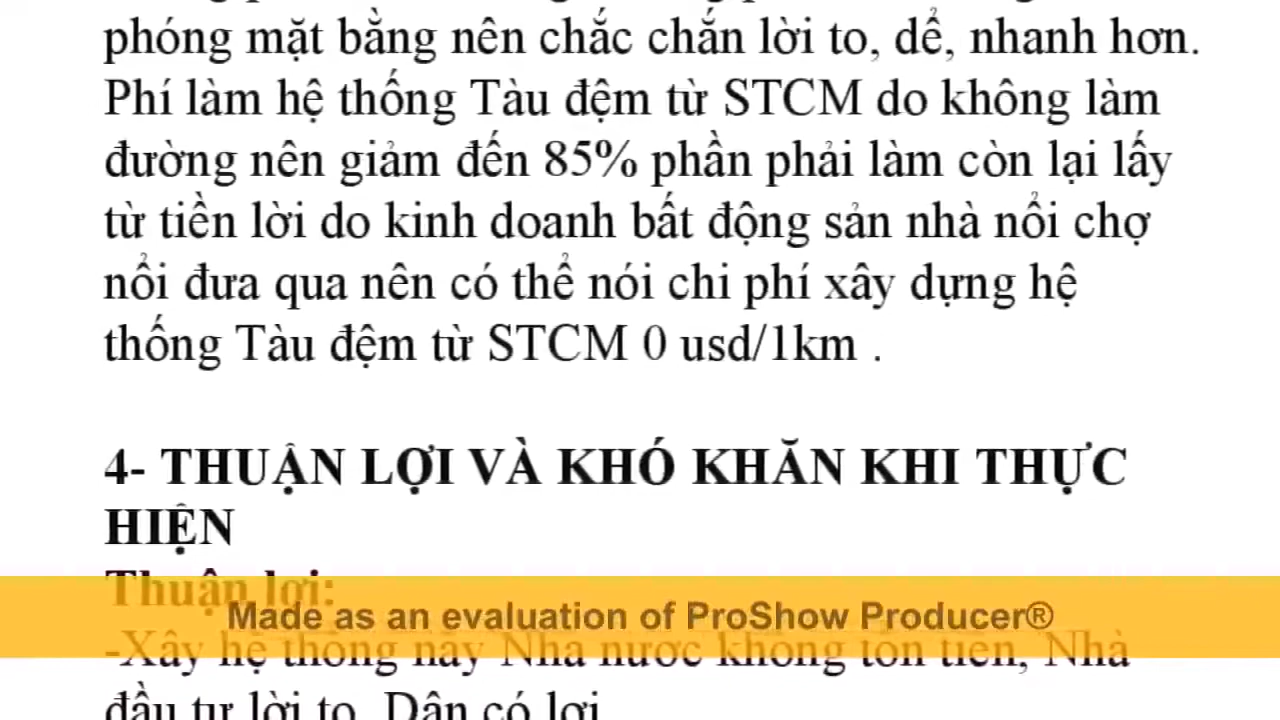 phóng mặt bằng nên chắc chắn lời to, dể, nhanh hơn.
Phí làm hệ thống Tàu đệm từ STCM do không làm
đường nên giảm đến 85% phần phải làm còn lại lấy
từ tiền lời do kinh doanh bất động sản nhà nổi chợ
nổi đưa qua nên có thể nói chi phí xây dựng hệ
thống Tàu đệm từ STCM 0 usd/1km .
4- THUẬN LỢI VÀ KHÓ KHĂN KHI THỰC
HIỆN
Thuận lợi:
Made as an evaluation of ProShow Producer®
-Xây hệ thống này Nhà nước không tốn tiền, Nhà
đầu tư lời to, Dân có lợi